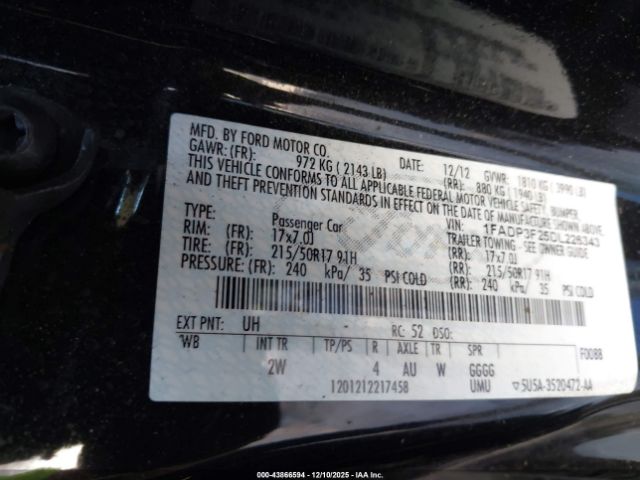 MFD. BY FORD MOTOR CO.
DATE: 12/12 GVWR: 1810 KG ( 3990 LB)
GAWR: (FR): 972 KG ( 2143 LB) (RR): 880 KG ( 1940 LB)
THIS VEHICLE CONFORMS TO ALL APPLICABLE FEDERAL MOTOR VEHICLE SAFETY, BUMPER,
AND THEFT PREVENTION STANDARDS IN EFFECT ON THE DATE OF MANUFACTURE SHOWN ABOVE.
VIN: 1FADP3F25DL228343
TYPE: Passenger Car TRAILER TOWING - SEE OWNER GUIDE
RIM: (FR): 17x7.0J (RR): 17x7.0J
TIRE: (FR): 215/50R17 91H (RR): 215/50R17 91H
PRESSURE: (FR): 240 kPa/ 35 PSI COLD (RR): 240 kPa/ 35 PSI COLD
EXT PNT: UH RC: 52 DSO:
WB INT TR TP/PS R AXLE TR SPR F0088
2W 4 AU W GGGG
1201212217458 UMU ▽5U5A-3520472-AA
000-43866594 - 12/10/2025 - IAA Inc.